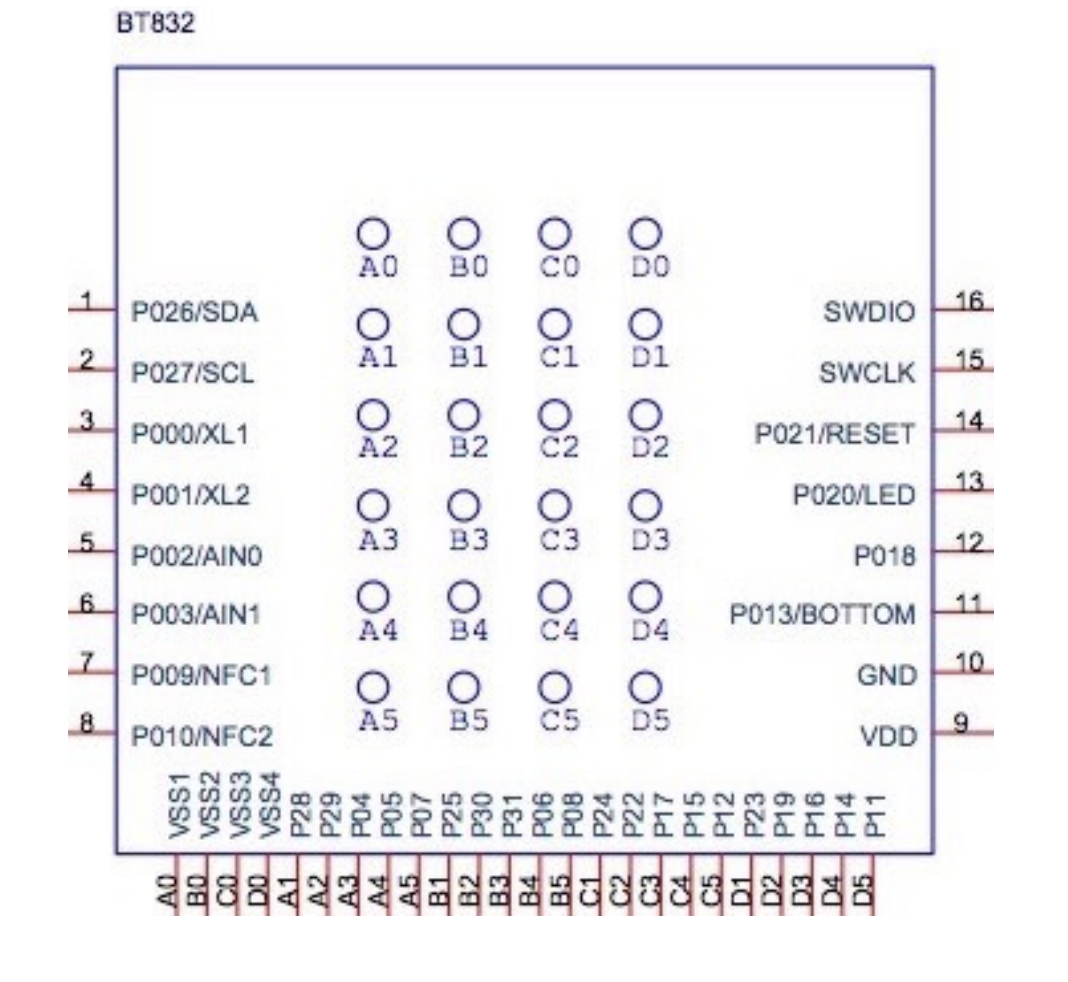 BT832
A0 B0 C0 D0
1 P026/SDA SWDIO 16
A1 B1 C1 D1
2 P027/SCL SWCLK 15
3 P000/XL1 P021/RESET 14
A2 B2 C2 D2
4 P001/XL2 P020/LED 13
A3 B3 C3 D3
5 P002/AIN0 P018 12
6 P003/AIN1 P013/BOTTOM 11
A4 B4 C4 D4
7 P009/NFC1 GND 10
A5 B5 C5 D5
8 P010/NFC2 VDD 9
VSS1 VSS2 VSS3 VSS4 P28 P29 P04 P05 P07 P25 P30 P31 P06 P08 P24 P22 P17 P15 P12 P23 P19 P16 P14 P11
A0 B0 C0 D0 A1 A2 A3 A4 A5 B1 B2 B3 B4 B5 C1 C2 C3 C4 C5 D1 D2 D3 D4 D5